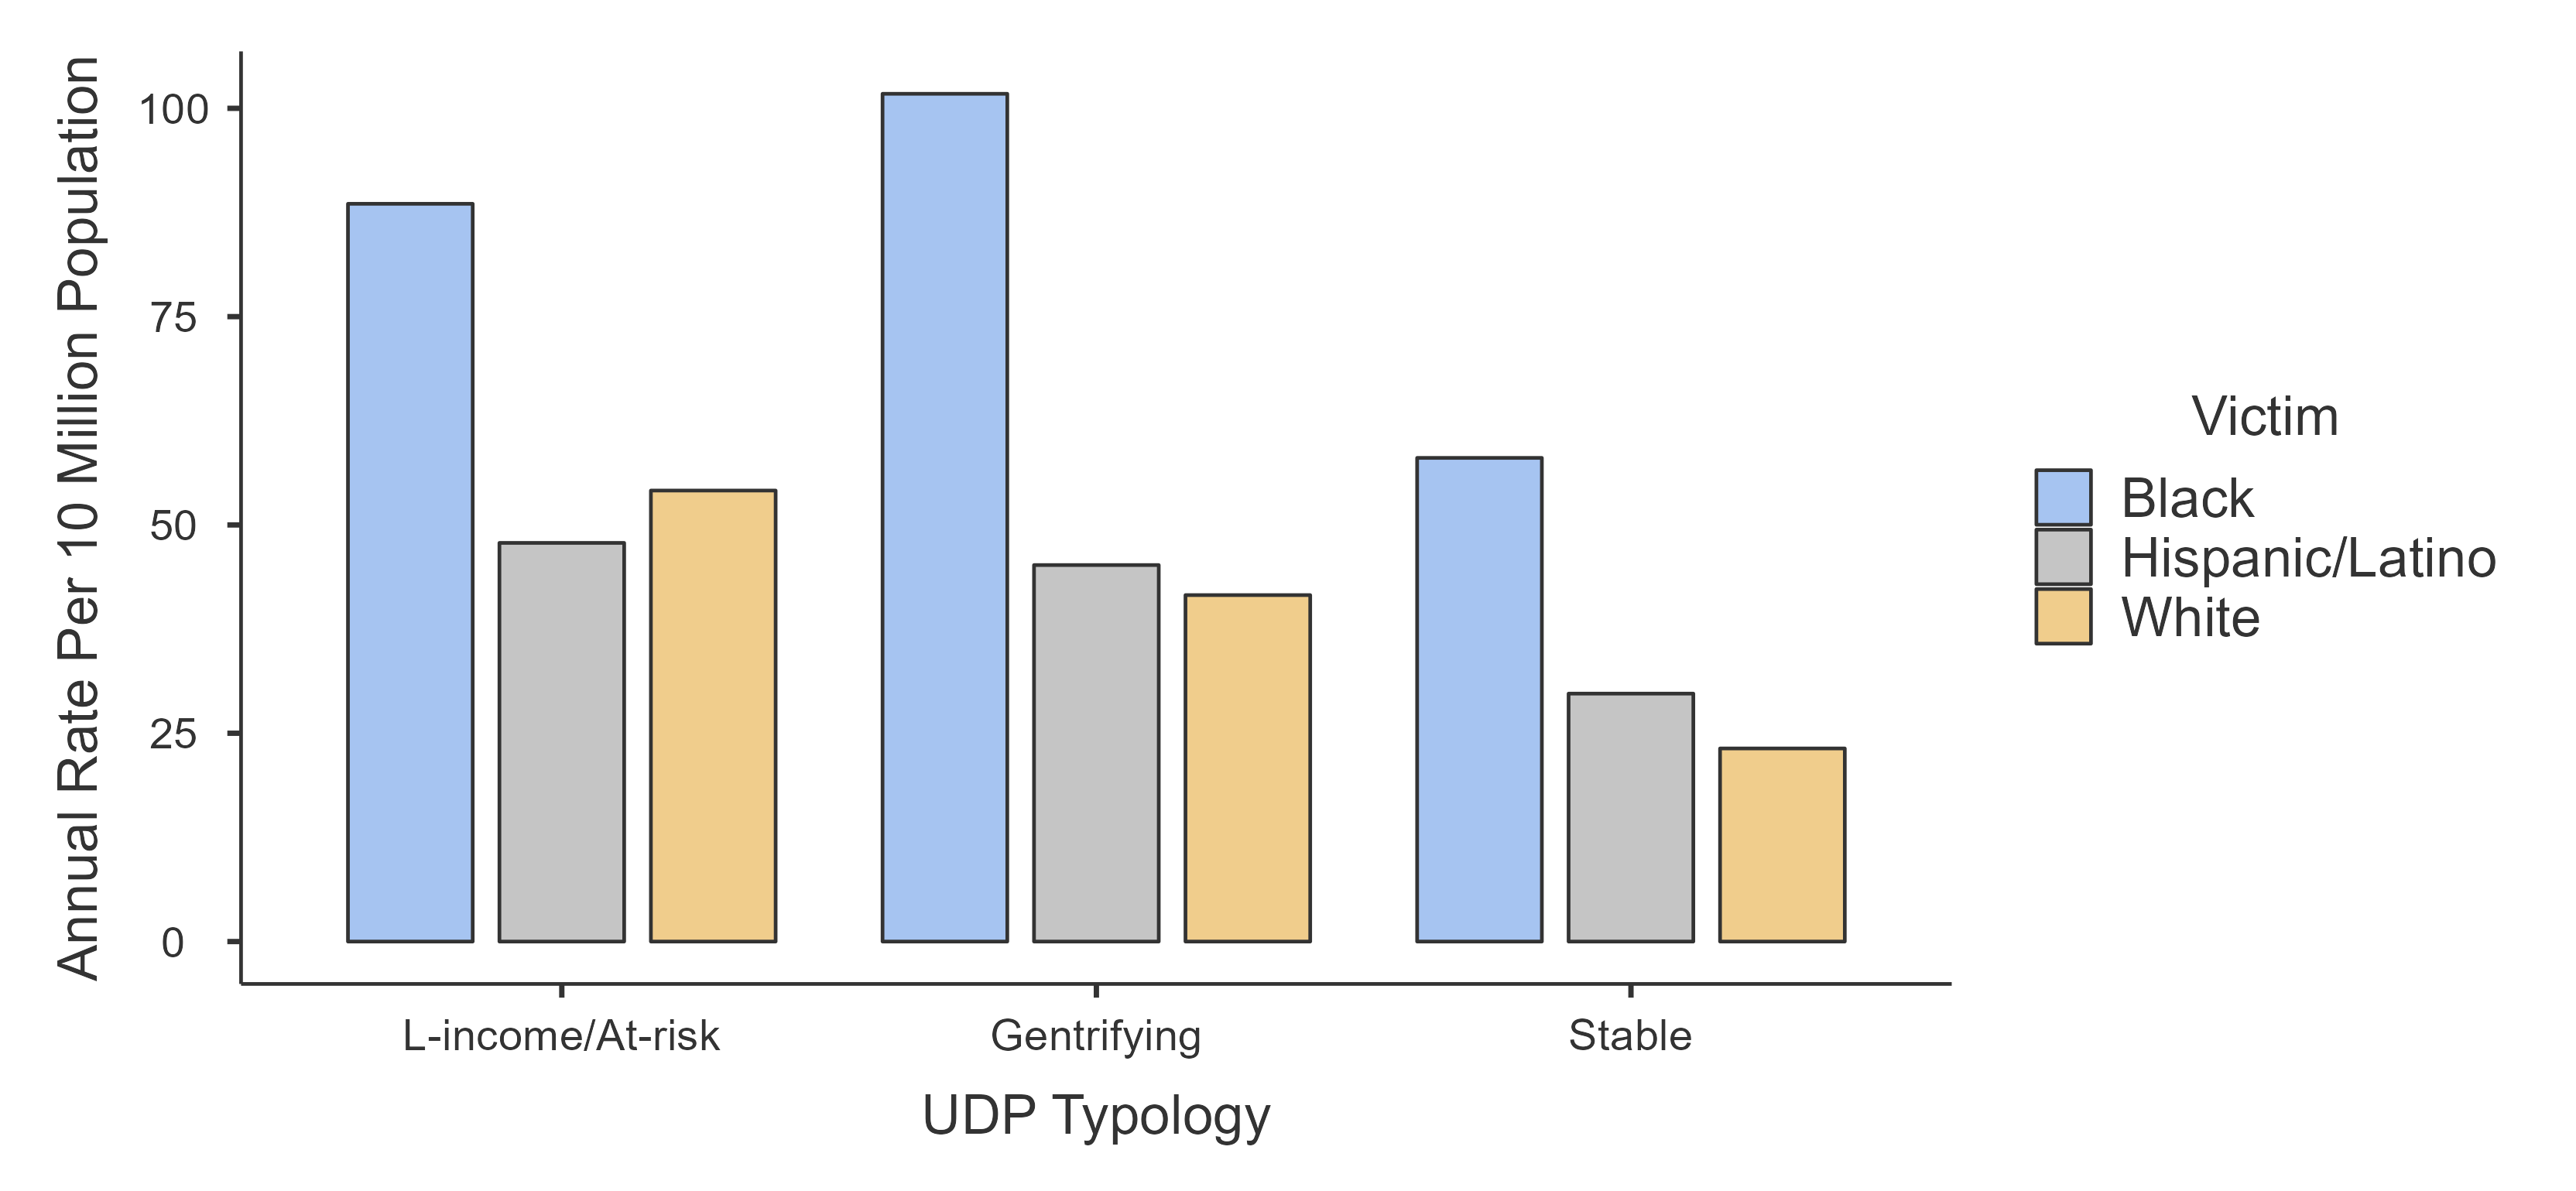 Annual Rate Per 10 Million Population
100
75
50
25
0
L-income/At-risk
Gentrifying
Stable
UDP Typology
Victim
Black
Hispanic/Latino
White